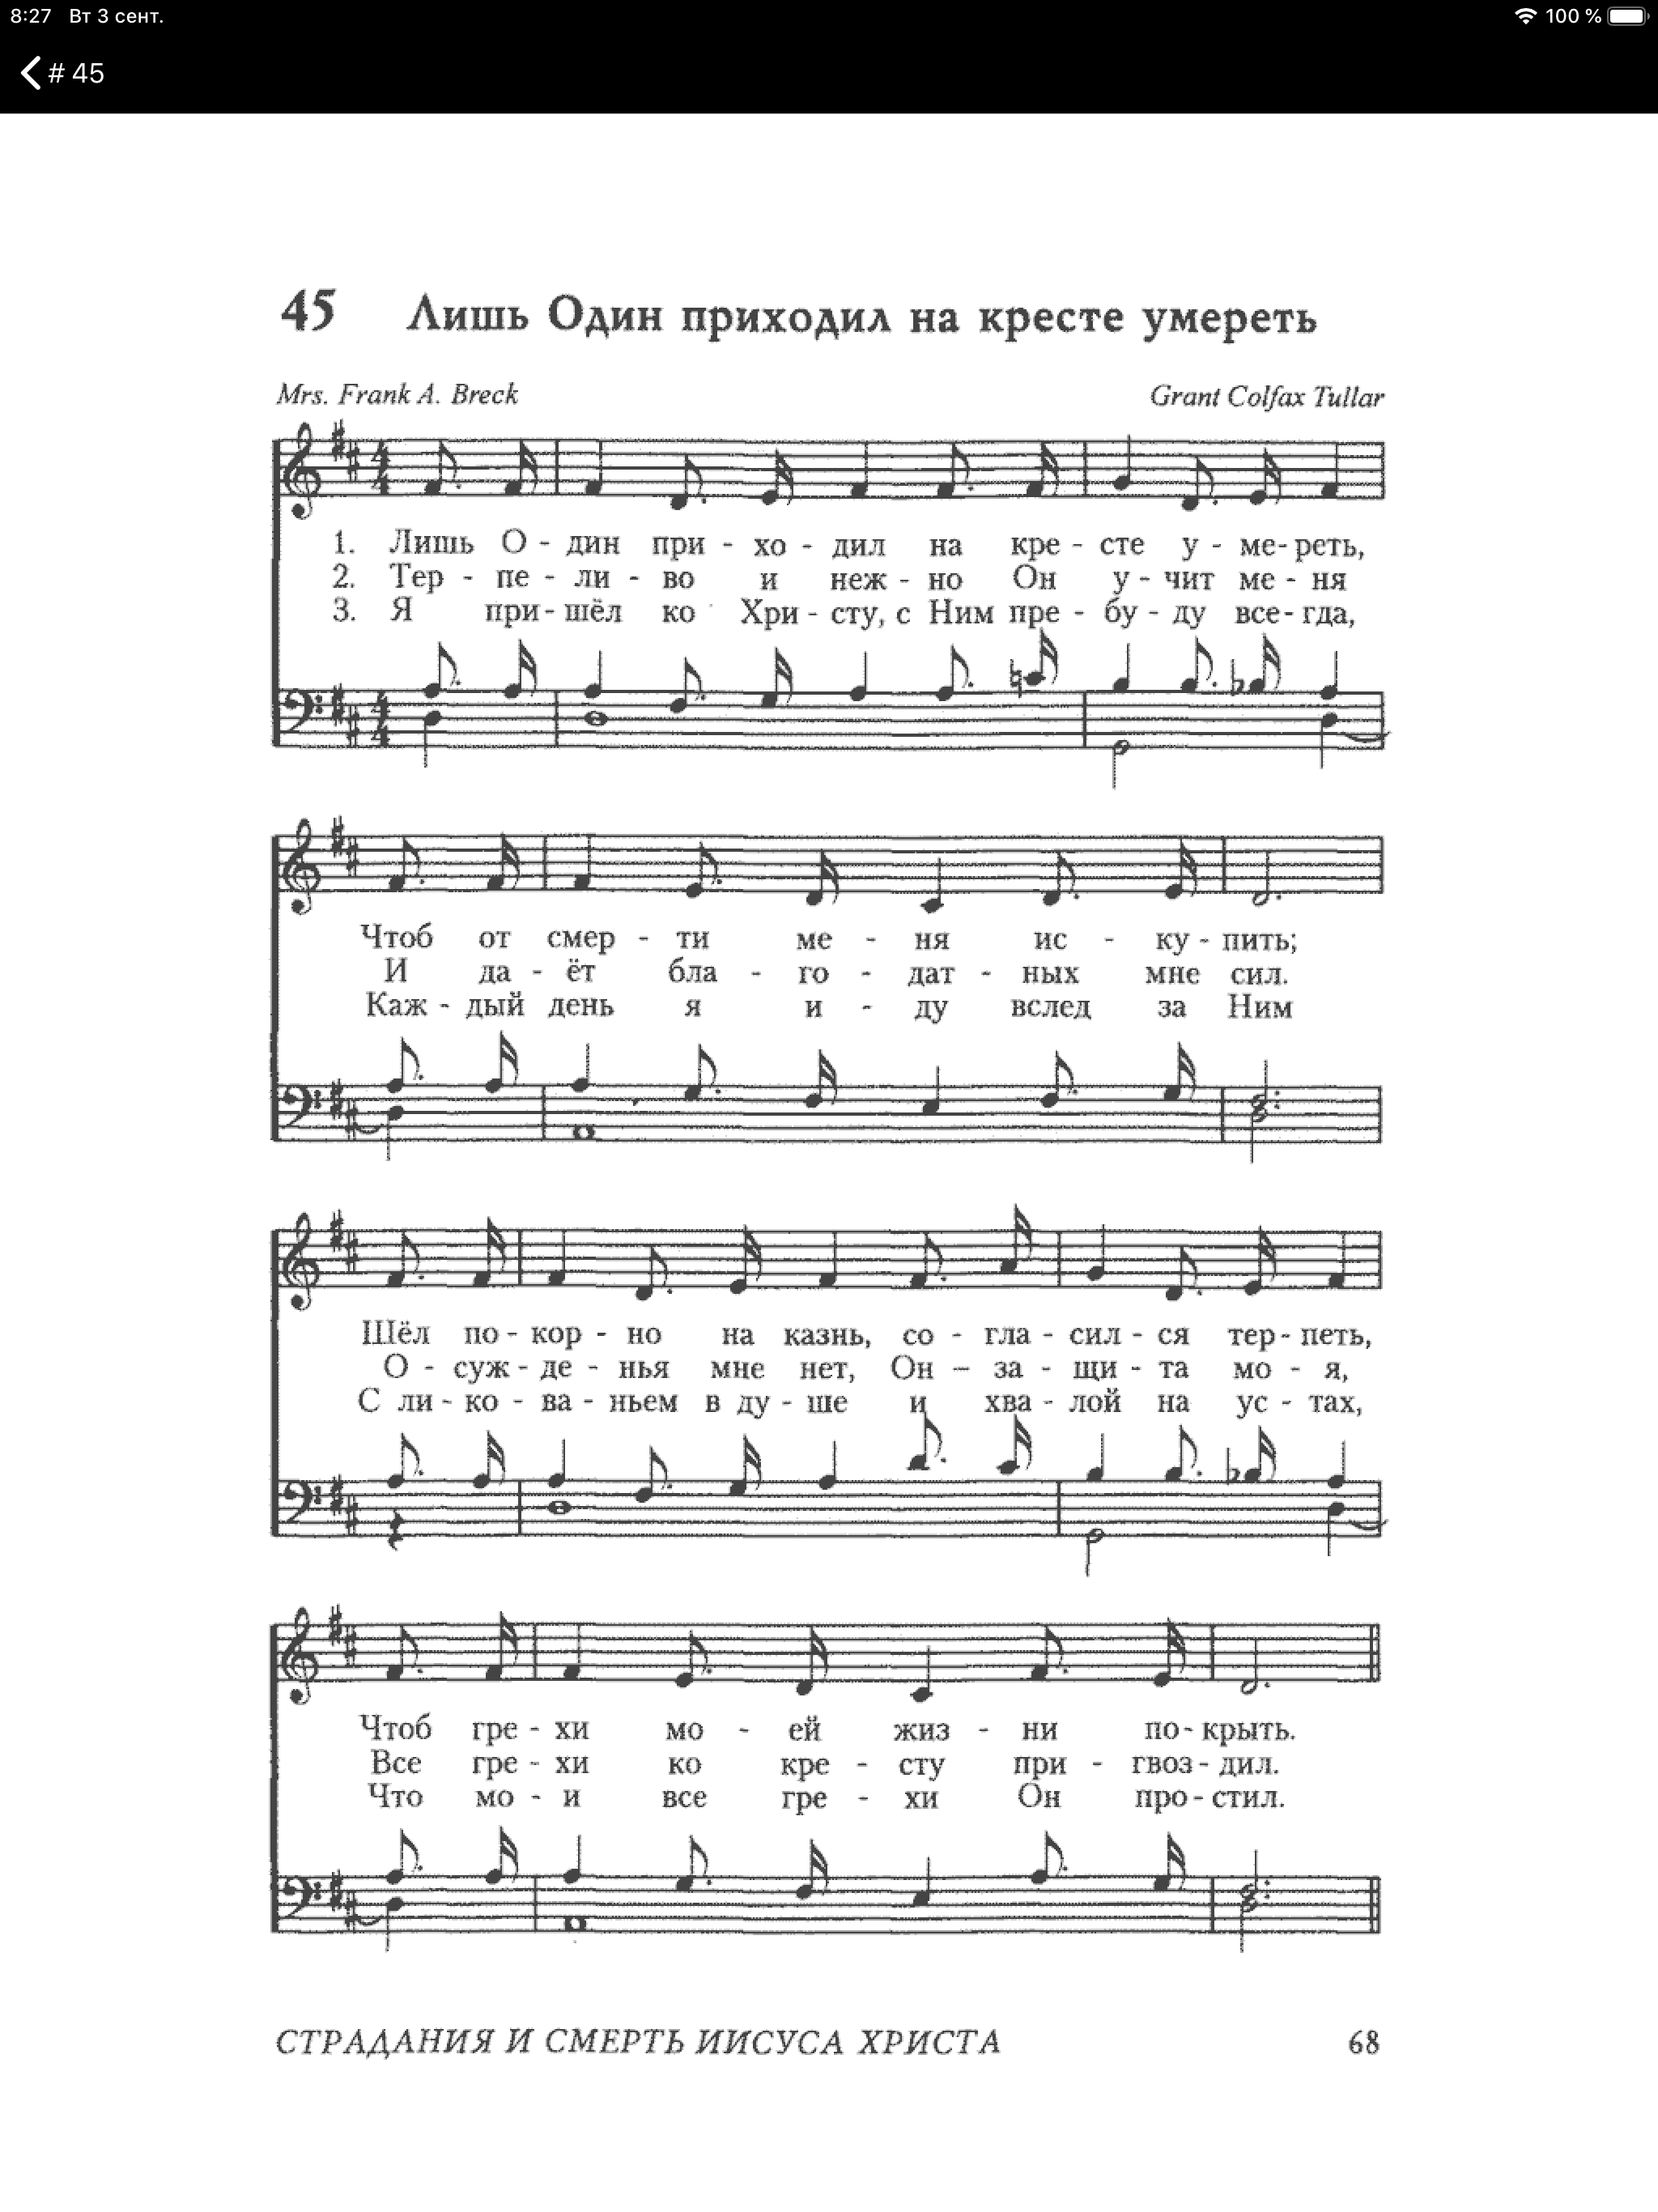 8:27 Вт 3 сент. 100 %
# 45
45 Лишь Один приходил на кресте умереть
Mrs. Frank A. Breck Grant Colfax Tullar
1. Лишь О - дин при - хо - дил на кре - сте у - ме - реть,
2. Тер - пе - ли - во и неж - но Он у - чит ме - ня
3. Я при - шёл ко Хри - сту, с Ним пре - бу - ду все - гда,
Чтоб от смер - ти ме - ня ис - ку - пить;
И да - ёт бла - го - дат - ных мне сил.
Каж - дый день я и - ду вслед за Ним
Шёл по - кор - но на казнь, со - гла - сил - ся тер - петь,
О - суж - де - нья мне нет, Он – за - щи - та мо - я,
С ли - ко - ва - ньем в ду - ше и хва - лой на ус - тах,
Чтоб гре - хи мо - ей жиз - ни по - крыть.
Все гре - хи ко кре - сту при - гвоз - дил.
Что мо - и все гре - хи Он про - стил.
СТРАДАНИЯ И СМЕРТЬ ИИСУСА ХРИСТА 68